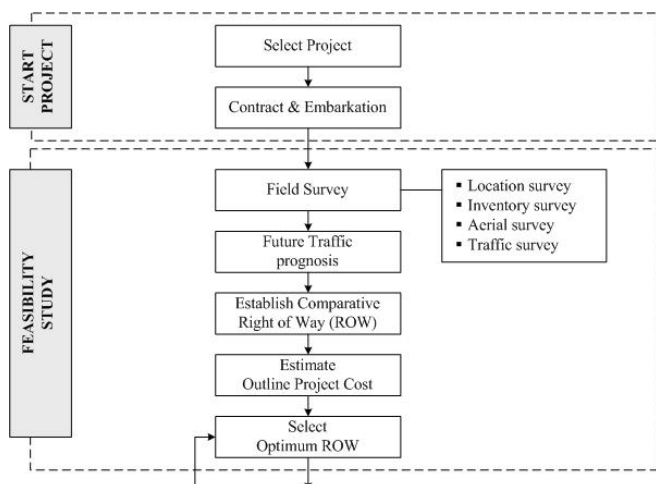 START
PROJECT
Select Project
Contract & Embarkation
FEASIBILITY
STUDY
Field Survey
▪ Location survey
▪ Inventory survey
▪ Aerial survey
▪ Traffic survey
Future Traffic
prognosis
Establish Comparative
Right of Way (ROW)
Estimate
Outline Project Cost
Select
Optimum ROW